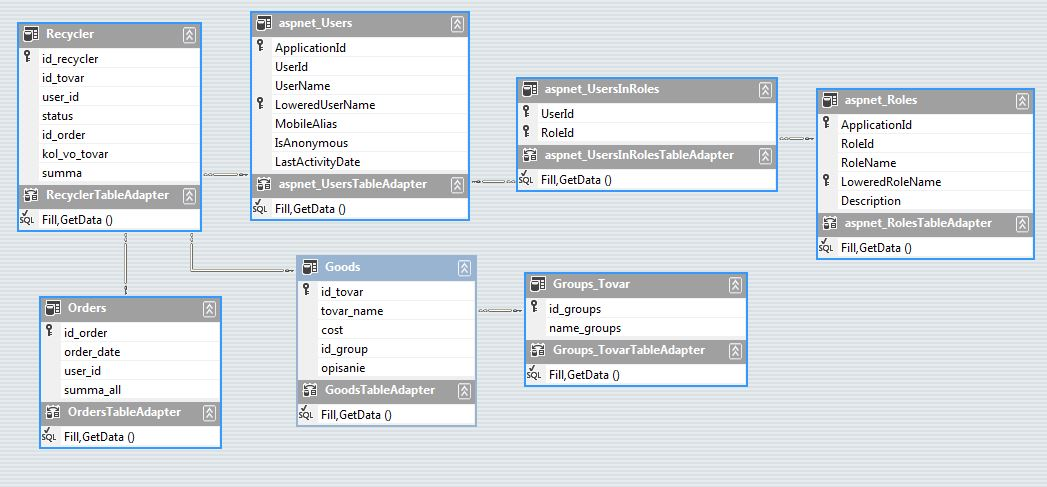 Recycler
id_recycler
id_tovar
user_id
status
id_order
kol_vo_tovar
summa
RecyclerTableAdapter
SQL Fill,GetData ()
aspnet_Users
ApplicationId
UserId
UserName
LoweredUserName
MobileAlias
IsAnonymous
LastActivityDate
aspnet_UsersTableAdapter
SQL Fill,GetData ()
aspnet_UsersInRoles
UserId
RoleId
aspnet_UsersInRolesTableAdapter
SQL Fill,GetData ()
aspnet_Roles
ApplicationId
RoleId
RoleName
LoweredRoleName
Description
aspnet_RolesTableAdapter
SQL Fill,GetData ()
Orders
id_order
order_date
user_id
summa_all
OrdersTableAdapter
SQL Fill,GetData ()
Goods
id_tovar
tovar_name
cost
id_group
opisanie
GoodsTableAdapter
SQL Fill,GetData ()
Groups_Tovar
id_groups
name_groups
Groups_TovarTableAdapter
SQL Fill,GetData ()